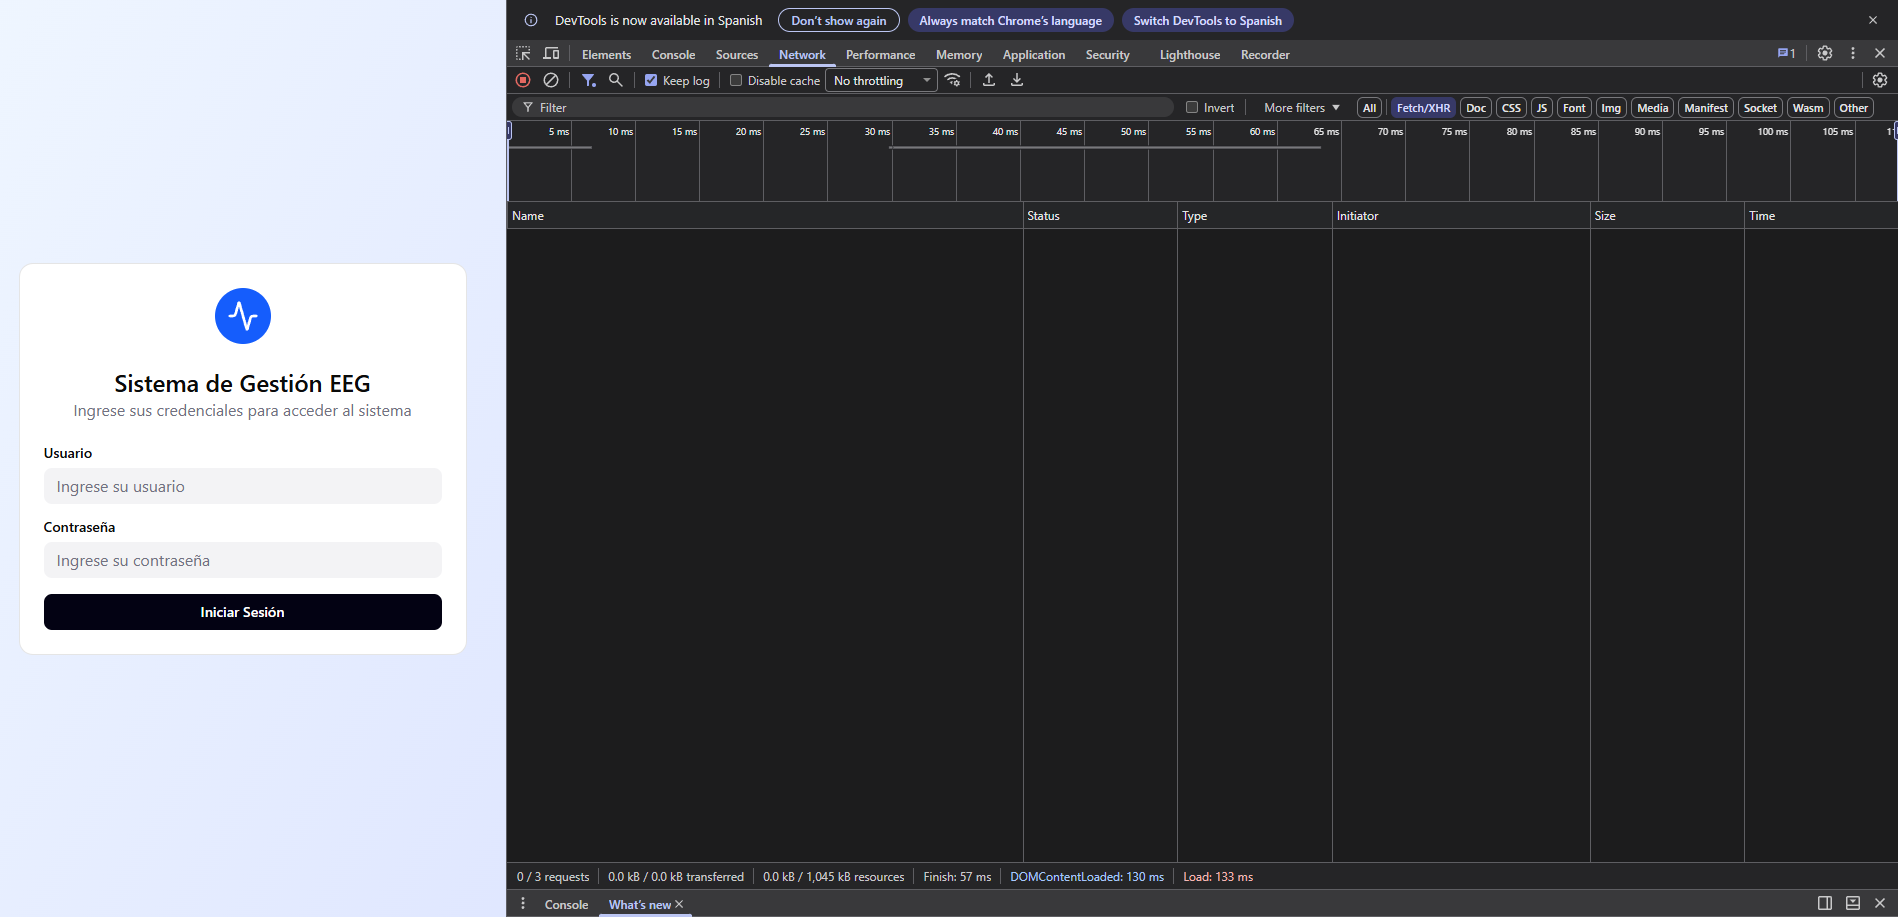 Sistema de Gestión EEG
Ingrese sus credenciales para acceder al sistema
Usuario
Ingrese su usuario
Contraseña
Ingrese su contraseña
Iniciar Sesión
DevTools is now available in Spanish Don't show again Always match Chrome's language Switch DevTools to Spanish
Elements Console Sources Network Performance Memory Application Security Lighthouse Recorder 1
Keep log Disable cache No throttling
Filter Invert More filters All Fetch/XHR Doc CSS JS Font Img Media Manifest Socket Wasm Other
5 ms 10 ms 15 ms 20 ms 25 ms 30 ms 35 ms 40 ms 45 ms 50 ms 55 ms 60 ms 65 ms 70 ms 75 ms 80 ms 85 ms 90 ms 95 ms 100 ms 105 ms
Name Status Type Initiator Size Time
0 / 3 requests 0.0 kB / 0.0 kB transferred 0.0 kB / 1,045 kB resources Finish: 57 ms DOMContentLoaded: 130 ms Load: 133 ms
Console What's new